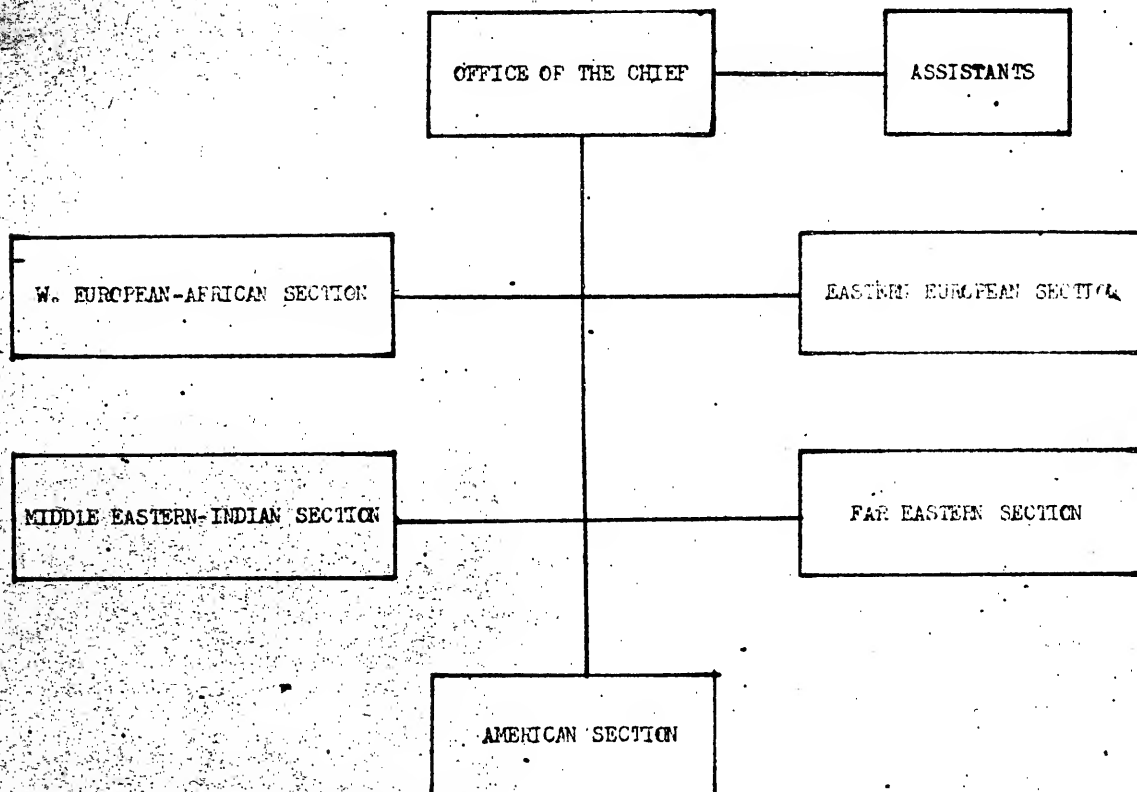 OFFICE OF THE CHIEF
ASSISTANTS
W. EUROPEAN-AFRICAN SECTION
EASTERN EUROPEAN SECTION
MIDDLE EASTERN-INDIAN SECTION
FAR EASTERN SECTION
AMERICAN SECTION